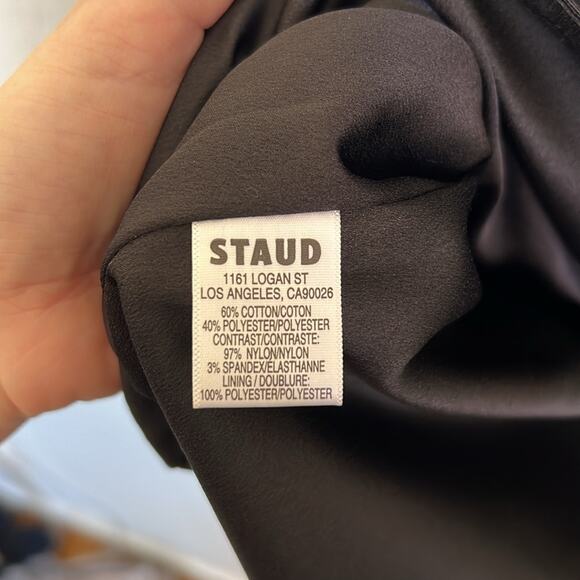 STAUD
1161 LOGAN ST
LOS ANGELES, CA90026
60% COTTON/COTON
40% POLYESTER/POLYESTER
CONTRAST/CONTRASTE:
97% NYLON/NYLON
3% SPANDEX/ELASTHANNE
LINING / DOUBLURE:
100% POLYESTER/POLYESTER